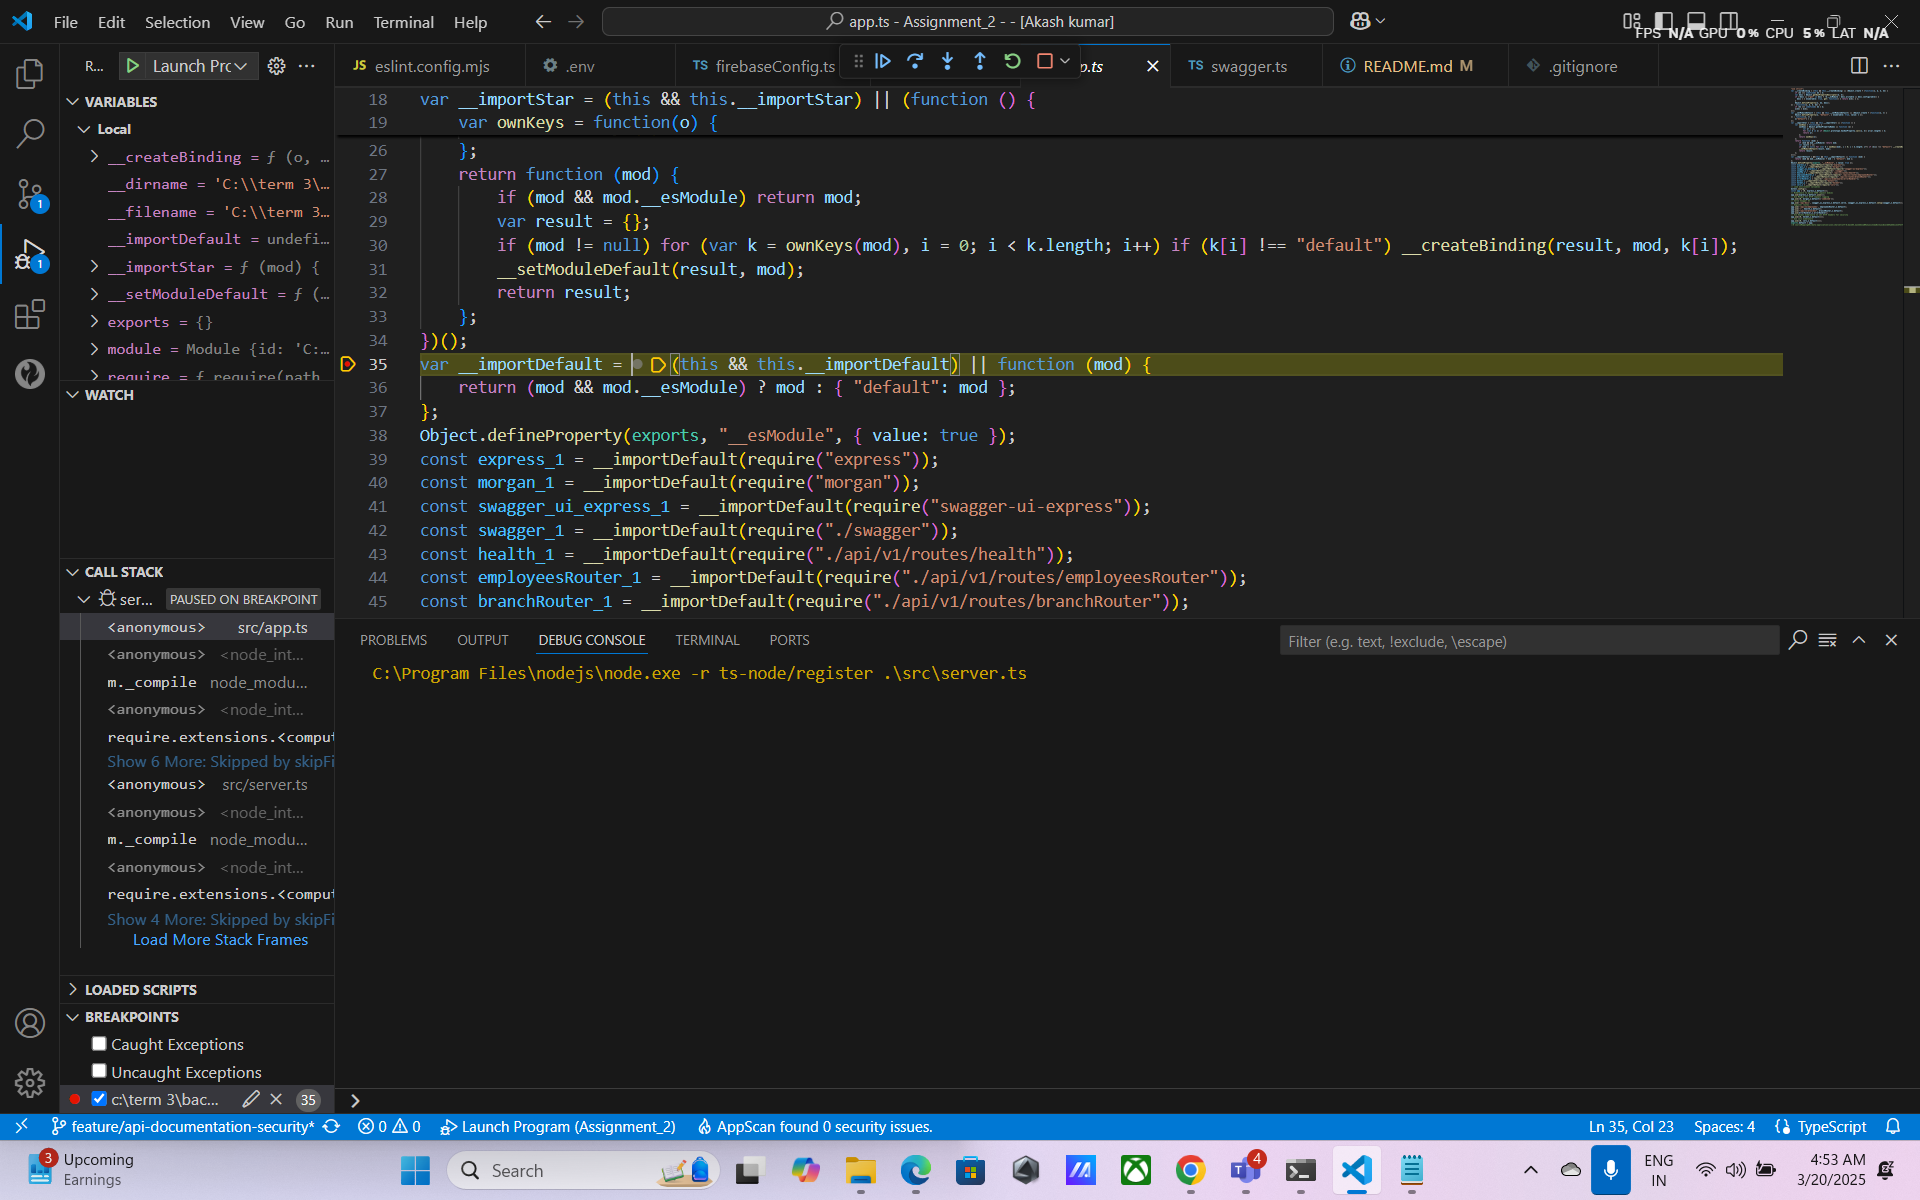 File Edit Selection View Go Run Terminal Help
app.ts - Assignment_2 - - [Akash kumar]
FPS N/A GPU 0% CPU 5% LAT N/A
R... Launch Prc
eslint.config.mjs
.env
firebaseConfig.ts
p.ts
swagger.ts
README.md M
.gitignore
VARIABLES
Local
__createBinding = ƒ (o, …
__dirname = 'C:\\term 3\…
__filename = 'C:\\term 3…
__importDefault = undefi…
__importStar = ƒ (mod) {
__setModuleDefault = ƒ (…
exports = {}
module = Module {id: 'C:…
require = ƒ require(path
WATCH
CALL STACK
ser... PAUSED ON BREAKPOINT
<anonymous> src/app.ts
<anonymous> <node_int...
m._compile node_modu...
<anonymous> <node_int...
require.extensions.<comput
Show 6 More: Skipped by skipFi
<anonymous> src/server.ts
<anonymous> <node_int...
m._compile node_modu...
<anonymous> <node_int...
require.extensions.<comput
Show 4 More: Skipped by skipFi
Load More Stack Frames
LOADED SCRIPTS
BREAKPOINTS
Caught Exceptions
Uncaught Exceptions
c:\term 3\bac... 35
18 var __importStar = (this && this.__importStar) || (function () {
19 var ownKeys = function(o) {
26 };
27 return function (mod) {
28 if (mod && mod.__esModule) return mod;
29 var result = {};
30 if (mod != null) for (var k = ownKeys(mod), i = 0; i < k.length; i++) if (k[i] !== "default") __createBinding(result, mod, k[i]);
31 __setModuleDefault(result, mod);
32 return result;
33 };
34 })();
35 var __importDefault = (this && this.__importDefault) || function (mod) {
36 return (mod && mod.__esModule) ? mod : { "default": mod };
37 };
38 Object.defineProperty(exports, "__esModule", { value: true });
39 const express_1 = __importDefault(require("express"));
40 const morgan_1 = __importDefault(require("morgan"));
41 const swagger_ui_express_1 = __importDefault(require("swagger-ui-express"));
42 const swagger_1 = __importDefault(require("./swagger"));
43 const health_1 = __importDefault(require("./api/v1/routes/health"));
44 const employeesRouter_1 = __importDefault(require("./api/v1/routes/employeesRouter"));
45 const branchRouter_1 = __importDefault(require("./api/v1/routes/branchRouter"));
PROBLEMS OUTPUT DEBUG CONSOLE TERMINAL PORTS
Filter (e.g. text, !exclude, \escape)
C:\Program Files\nodejs\node.exe -r ts-node/register .\src\server.ts
feature/api-documentation-security* 0 0 Launch Program (Assignment_2) AppScan found 0 security issues.
Ln 35, Col 23 Spaces: 4 TypeScript
3 Upcoming
Earnings
Search
4
ENG
IN
4:53 AM
3/20/2025